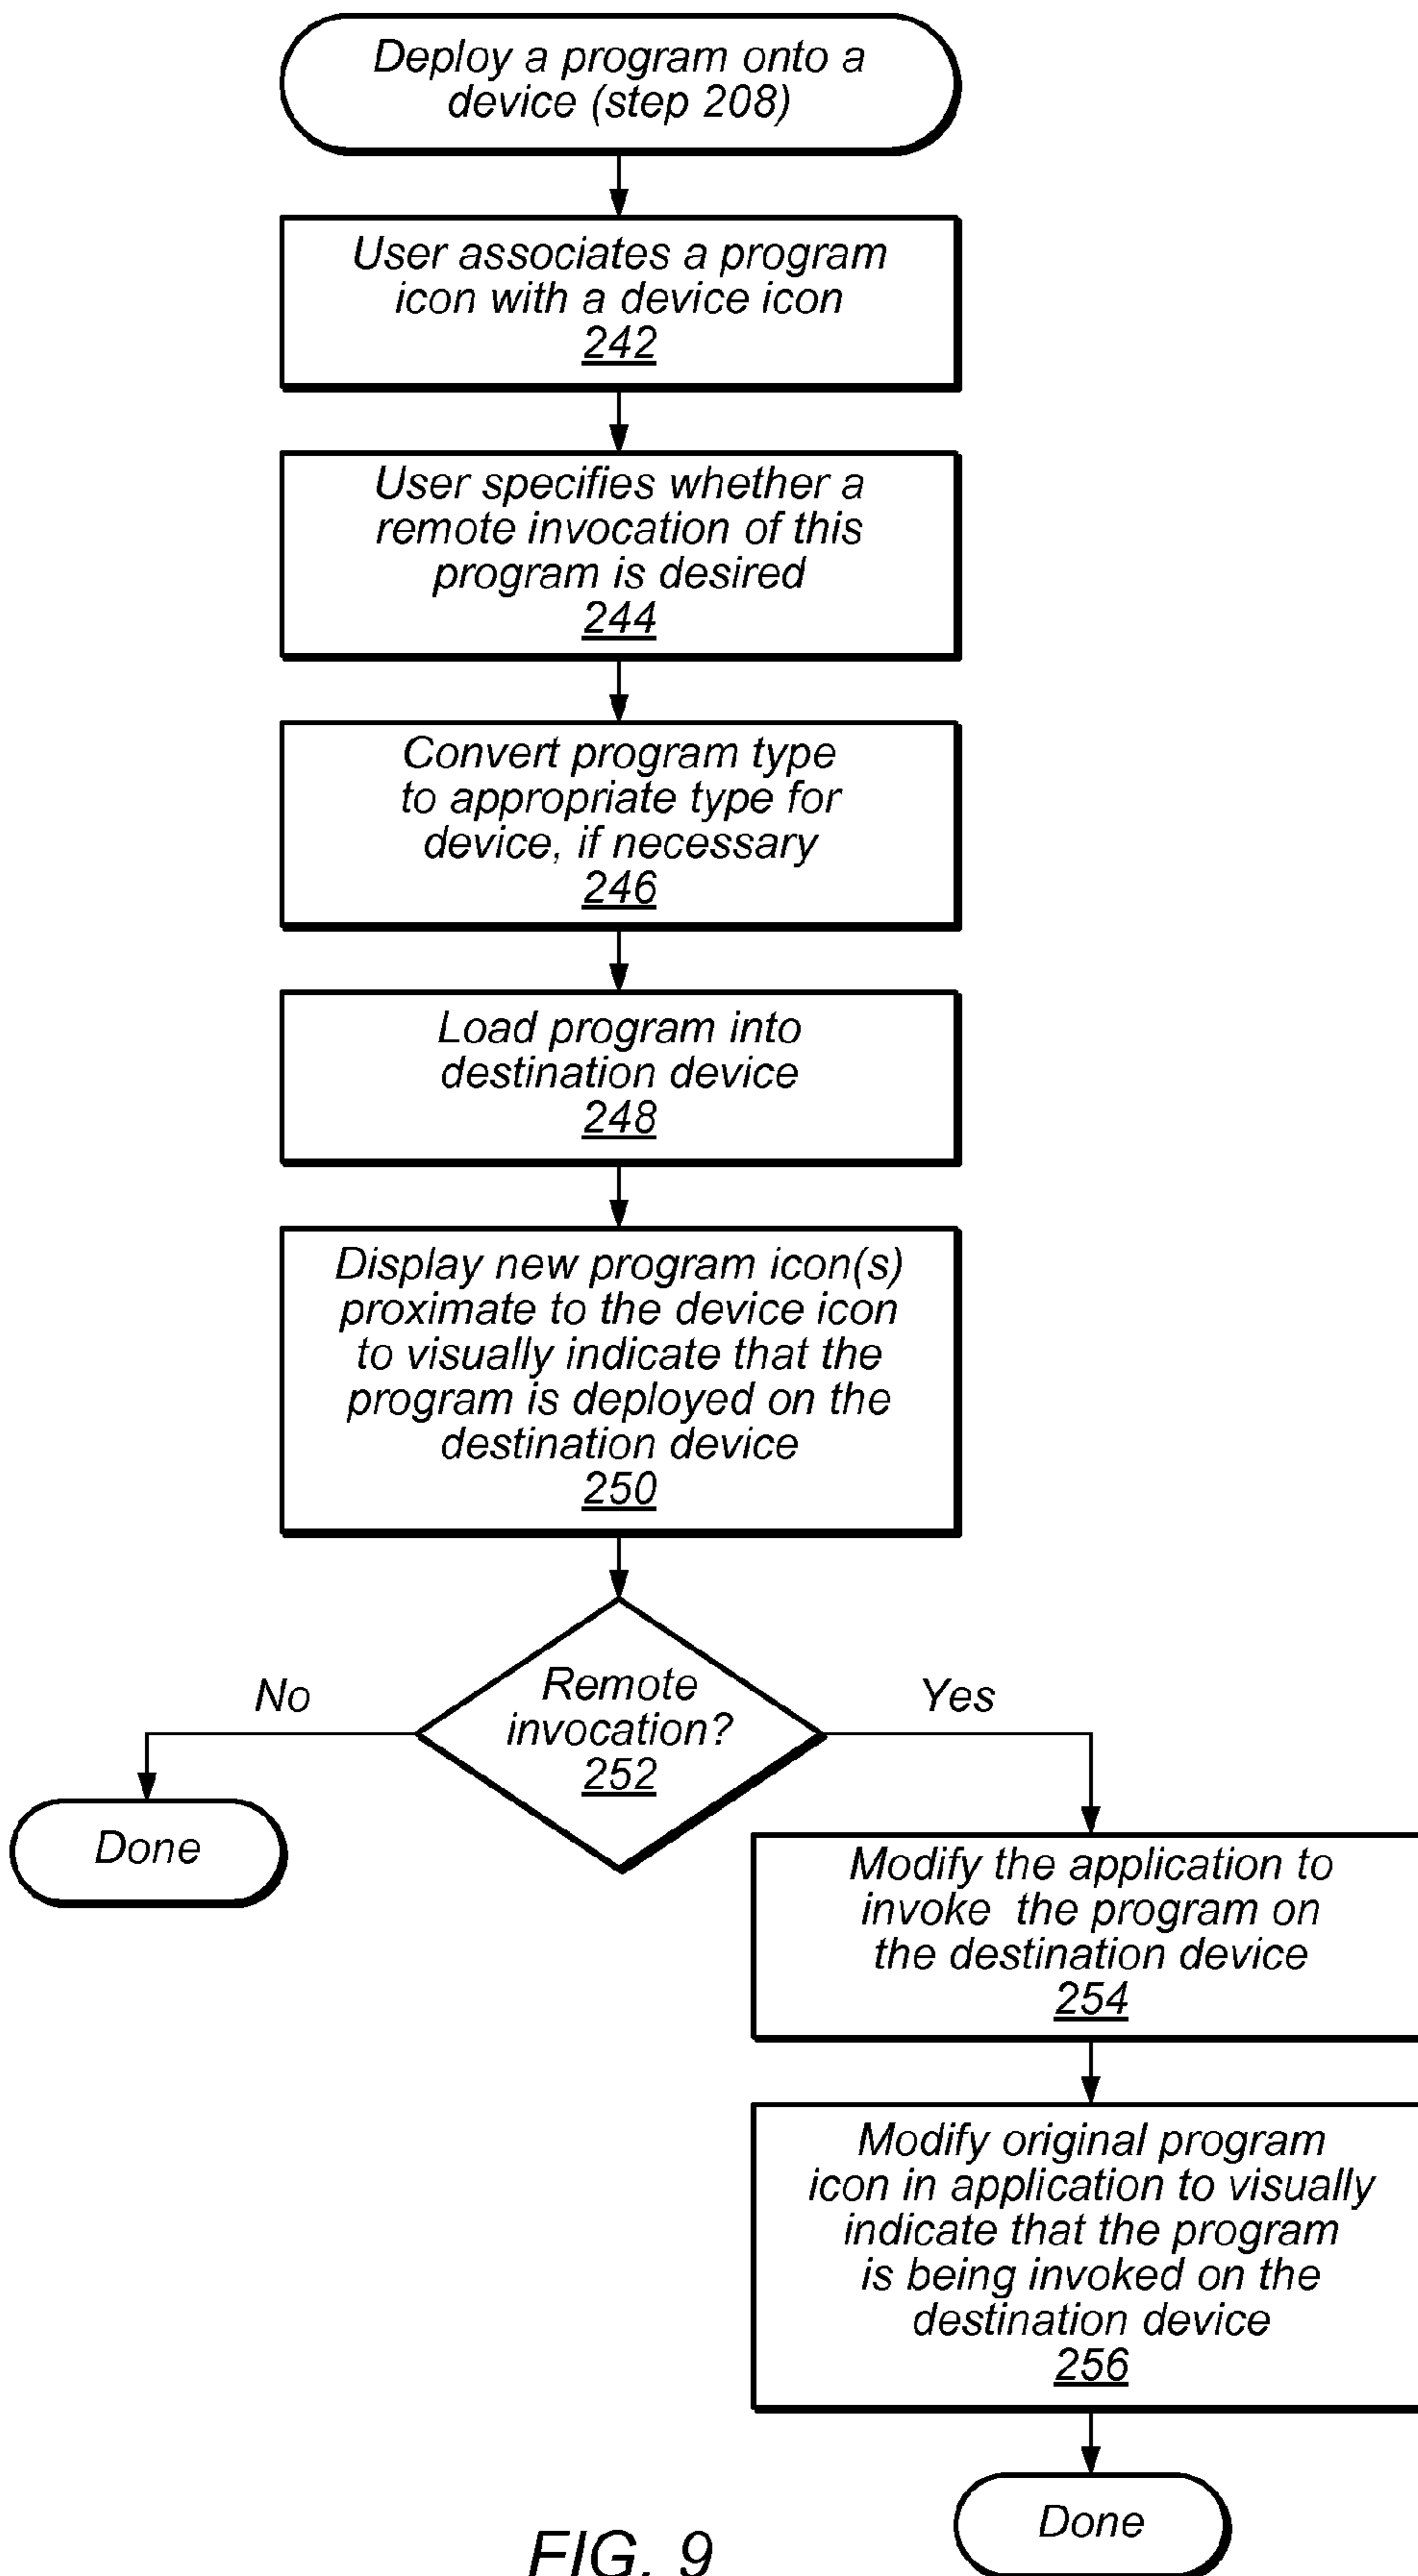 Deploy a program onto a
device (step 208)
User associates a program
icon with a device icon
242
User specifies whether a
remote invocation of this
program is desired
244
Convert program type
to appropriate type for
device, if necessary
246
Load program into
destination device
248
Display new program icon(s)
proximate to the device icon
to visually indicate that the
program is deployed on the
destination device
250
Remote
invocation?
252
No
Yes
Done
Modify the application to
invoke the program on
the destination device
254
Modify original program
icon in application to visually
indicate that the program
is being invoked on the
destination device
256
Done
FIG. 9